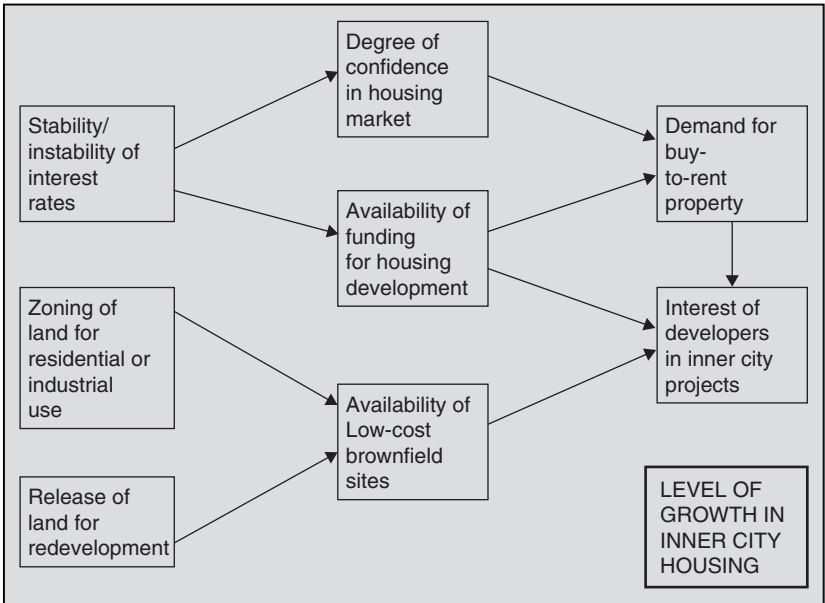 Degree of
confidence
in housing
market
Stability/
instability of
interest
rates
Demand for
buy-
to-rent
property
Availability of
funding
for housing
development
Zoning of
land for
residential or
industrial
use
Interest of
developers
in inner city
projects
Availability of
Low-cost
brownfield
sites
Release of
land for
redevelopment
LEVEL OF
GROWTH IN
INNER CITY
HOUSING